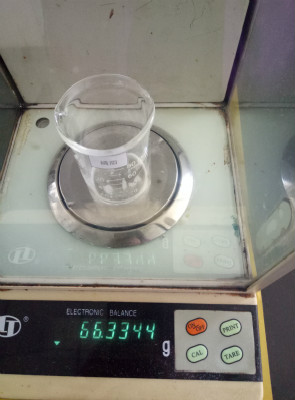 ELECTRONIC BALANCE
66.3344 g
PRINT
CAL
TARE